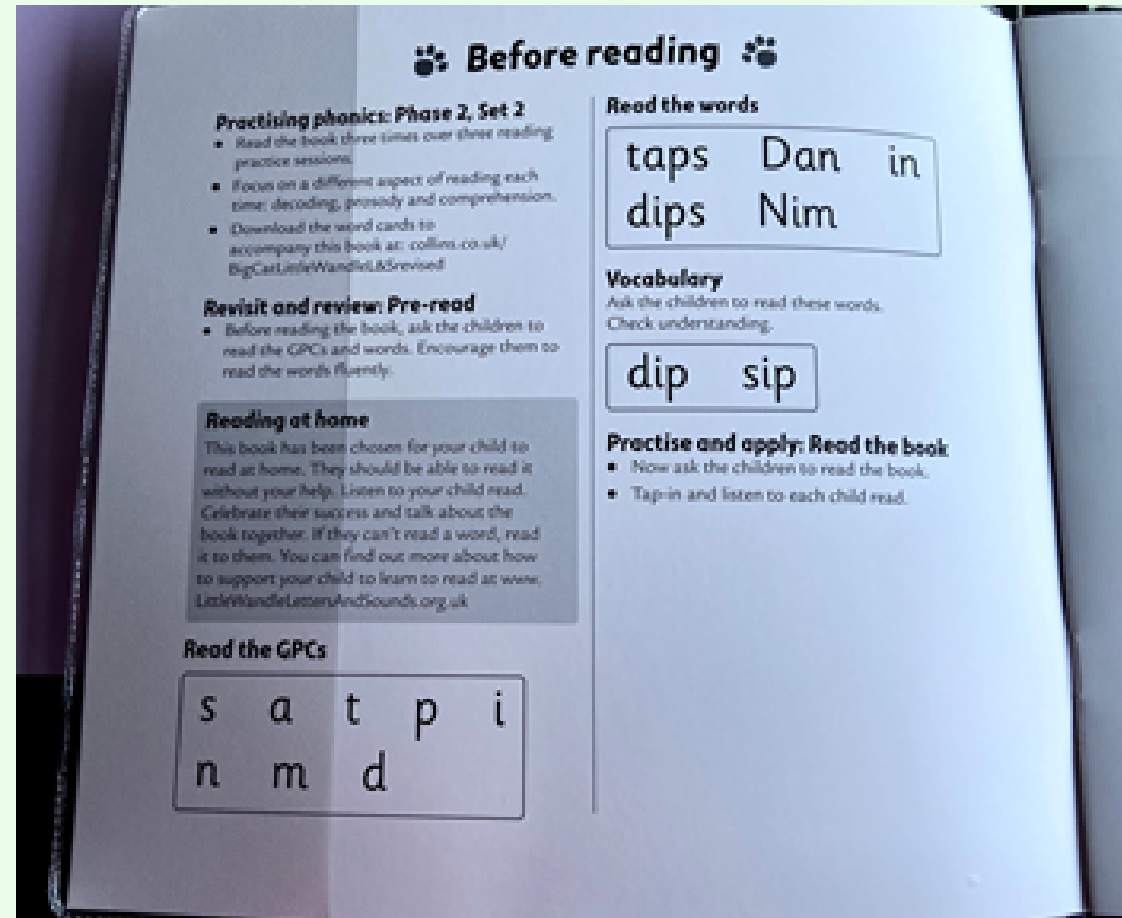 Before reading
Practising phonics: Phase 2, Set 2
• Read the book three times over three reading
practice sessions.
• Focus on a different aspect of reading each
time: decoding, prosody and comprehension.
• Download the word cards to
accompany this book at: collins.co.uk/
BigCatLittleWandleL&Srevised
Revisit and review: Pre-read
• Before reading the book, ask the children to
read the GPCs and words. Encourage them to
read the words fluently.
Reading at home
This book has been chosen for your child to
read at home. They should be able to read it
without your help. Listen to your child read.
Celebrate their success and talk about the
book together. If they can't read a word, read
it to them. You can find out more about how
to support your child to learn to read at www.
LittleWandleLettersAndSounds.org.uk
Read the GPCs
s a t p i
n m d
Read the words
taps Dan in
dips Nim
Vocabulary
Ask the children to read these words.
Check understanding.
dip sip
Practise and apply: Read the book
• Now ask the children to read the book.
• Tap-in and listen to each child read.